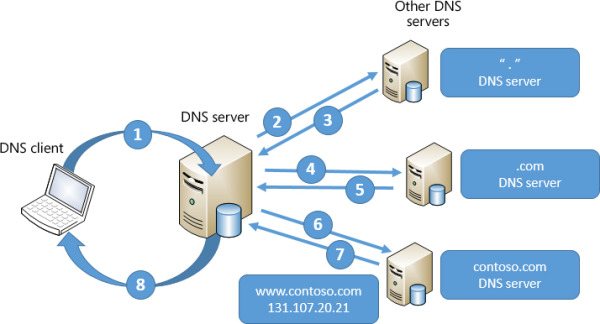 Other DNS
servers
“ . ”
DNS server
DNS server
2
3
1
DNS client
4
.com
DNS server
5
6
7
contoso.com
DNS server
8
www.contoso.com
131.107.20.21